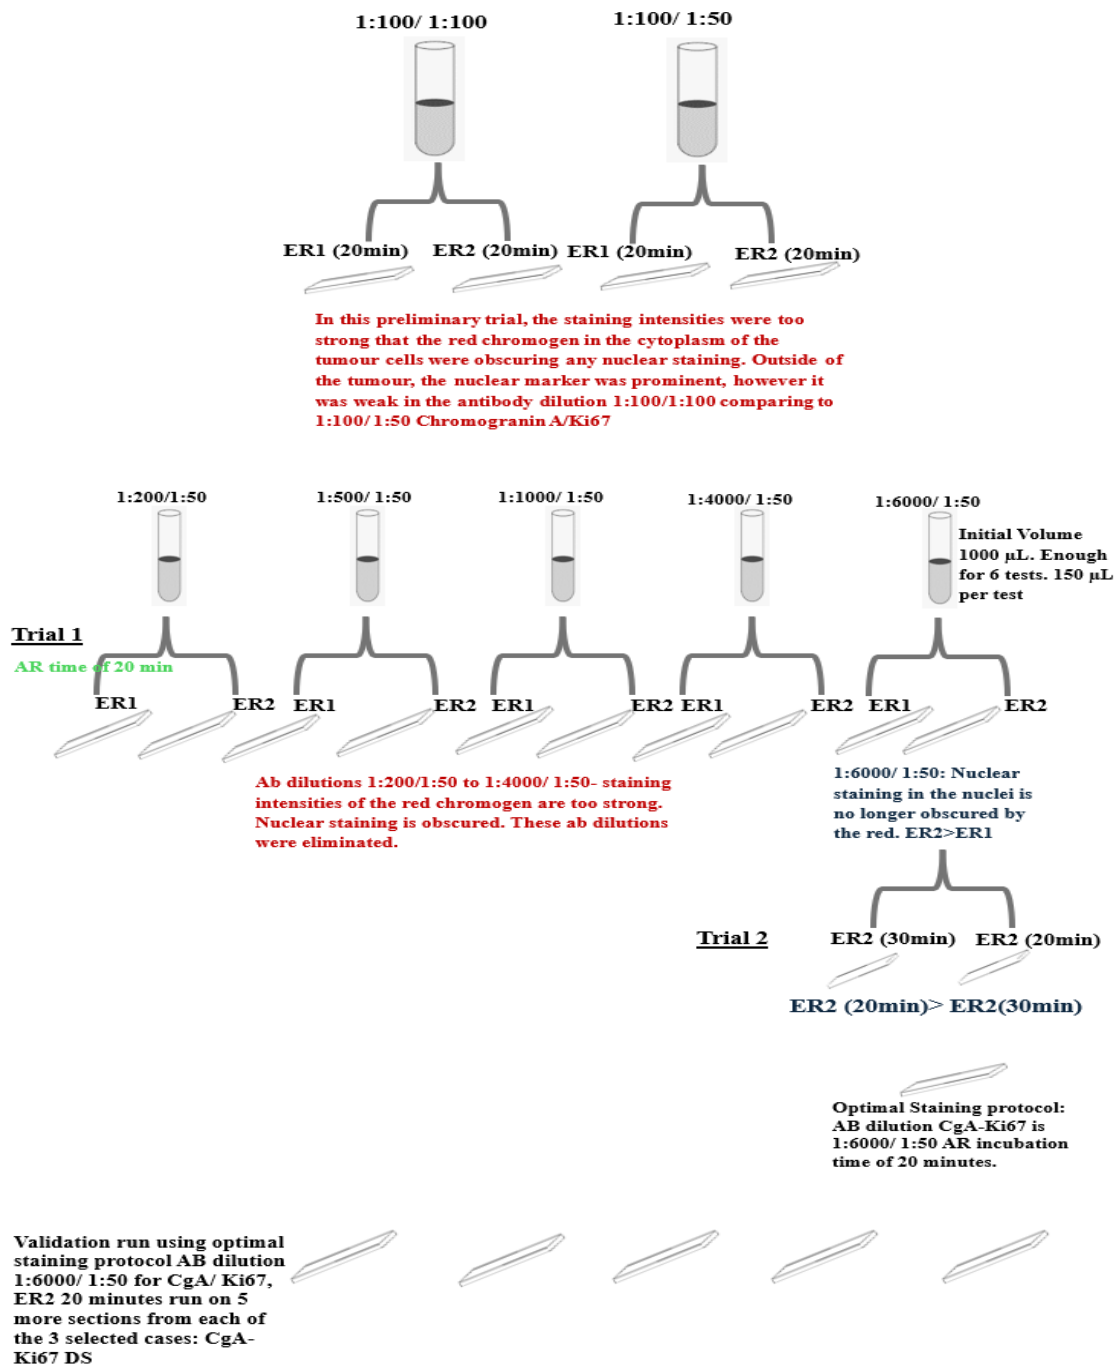 1:100/ 1:100
1:100/ 1:50
ER1 (20min)
ER2 (20min)
ER1 (20min)
ER2 (20min)
In this preliminary trial, the staining intensities were too
strong that the red chromogen in the cytoplasm of the
tumour cells were obscuring any nuclear staining. Outside of
the tumour, the nuclear marker was prominent, however it
was weak in the antibody dilution 1:100/1:100 comparing to
1:100/ 1:50 Chromogranin A/Ki67
1:200/1:50
1:500/ 1:50
1:1000/ 1:50
1:4000/ 1:50
1:6000/ 1:50
Initial Volume
1000 µL. Enough
for 6 tests. 150 µL
per test
Trial 1
AR time of 20 min
ER1
ER2
ER1
ER2
ER1
ER2
ER1
ER2
ER1
ER2
Ab dilutions 1:200/1:50 to 1:4000/ 1:50- staining
intensities of the red chromogen are too strong.
Nuclear staining is obscured. These ab dilutions
were eliminated.
1:6000/ 1:50: Nuclear
staining in the nuclei is
no longer obscured by
the red. ER2>ER1
Trial 2
ER2 (30min)
ER2 (20min)
ER2 (20min)> ER2(30min)
Optimal Staining protocol:
AB dilution CgA-Ki67 is
1:6000/ 1:50 AR incubation
time of 20 minutes.
Validation run using optimal
staining protocol AB dilution
1:6000/ 1:50 for CgA/ Ki67,
ER2 20 minutes run on 5
more sections from each of
the 3 selected cases: CgA-
Ki67 DS